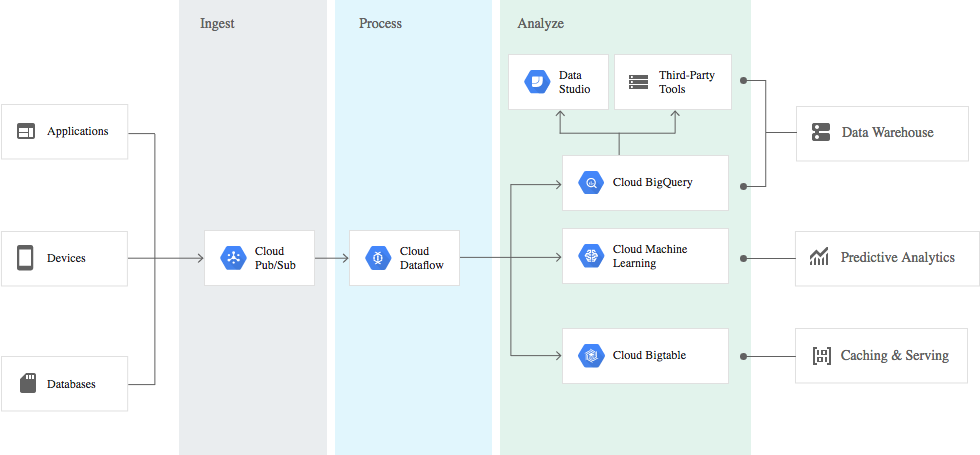 Ingest
Process
Analyze
Data
Studio
Third-Party
Tools
Applications
Data Warehouse
Cloud BigQuery
Devices
Cloud
Pub/Sub
Cloud
Dataflow
Cloud Machine
Learning
Predictive Analytics
Databases
Cloud Bigtable
Caching & Serving